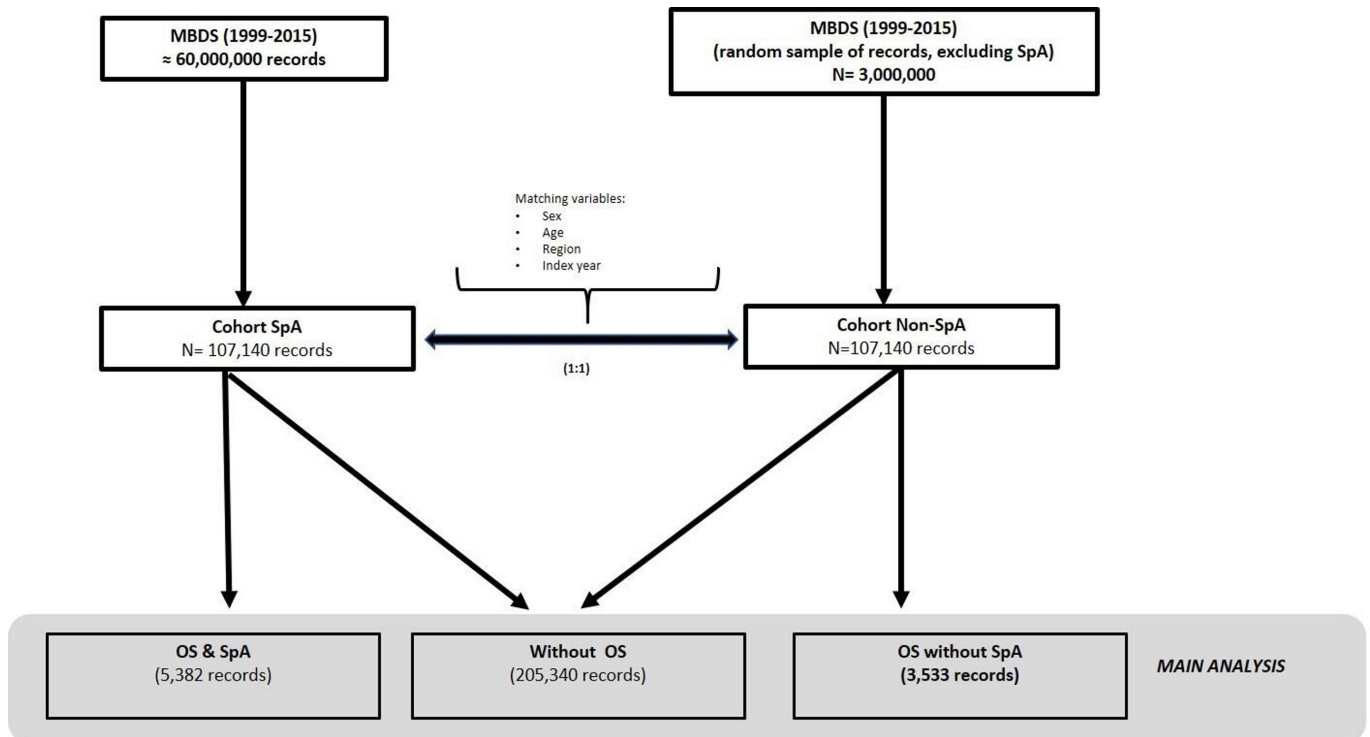 MBDS (1999-2015)
≈ 60,000,000 records
MBDS (1999-2015)
(random sample of records, excluding SpA)
N= 3,000,000
Matching variables:
• Sex
• Age
• Region
• Index year
Cohort SpA
N= 107,140 records
(1:1)
Cohort Non-SpA
N=107,140 records
OS & SpA
(5,382 records)
Without OS
(205,340 records)
OS without SpA
(3,533 records)
MAIN ANALYSIS